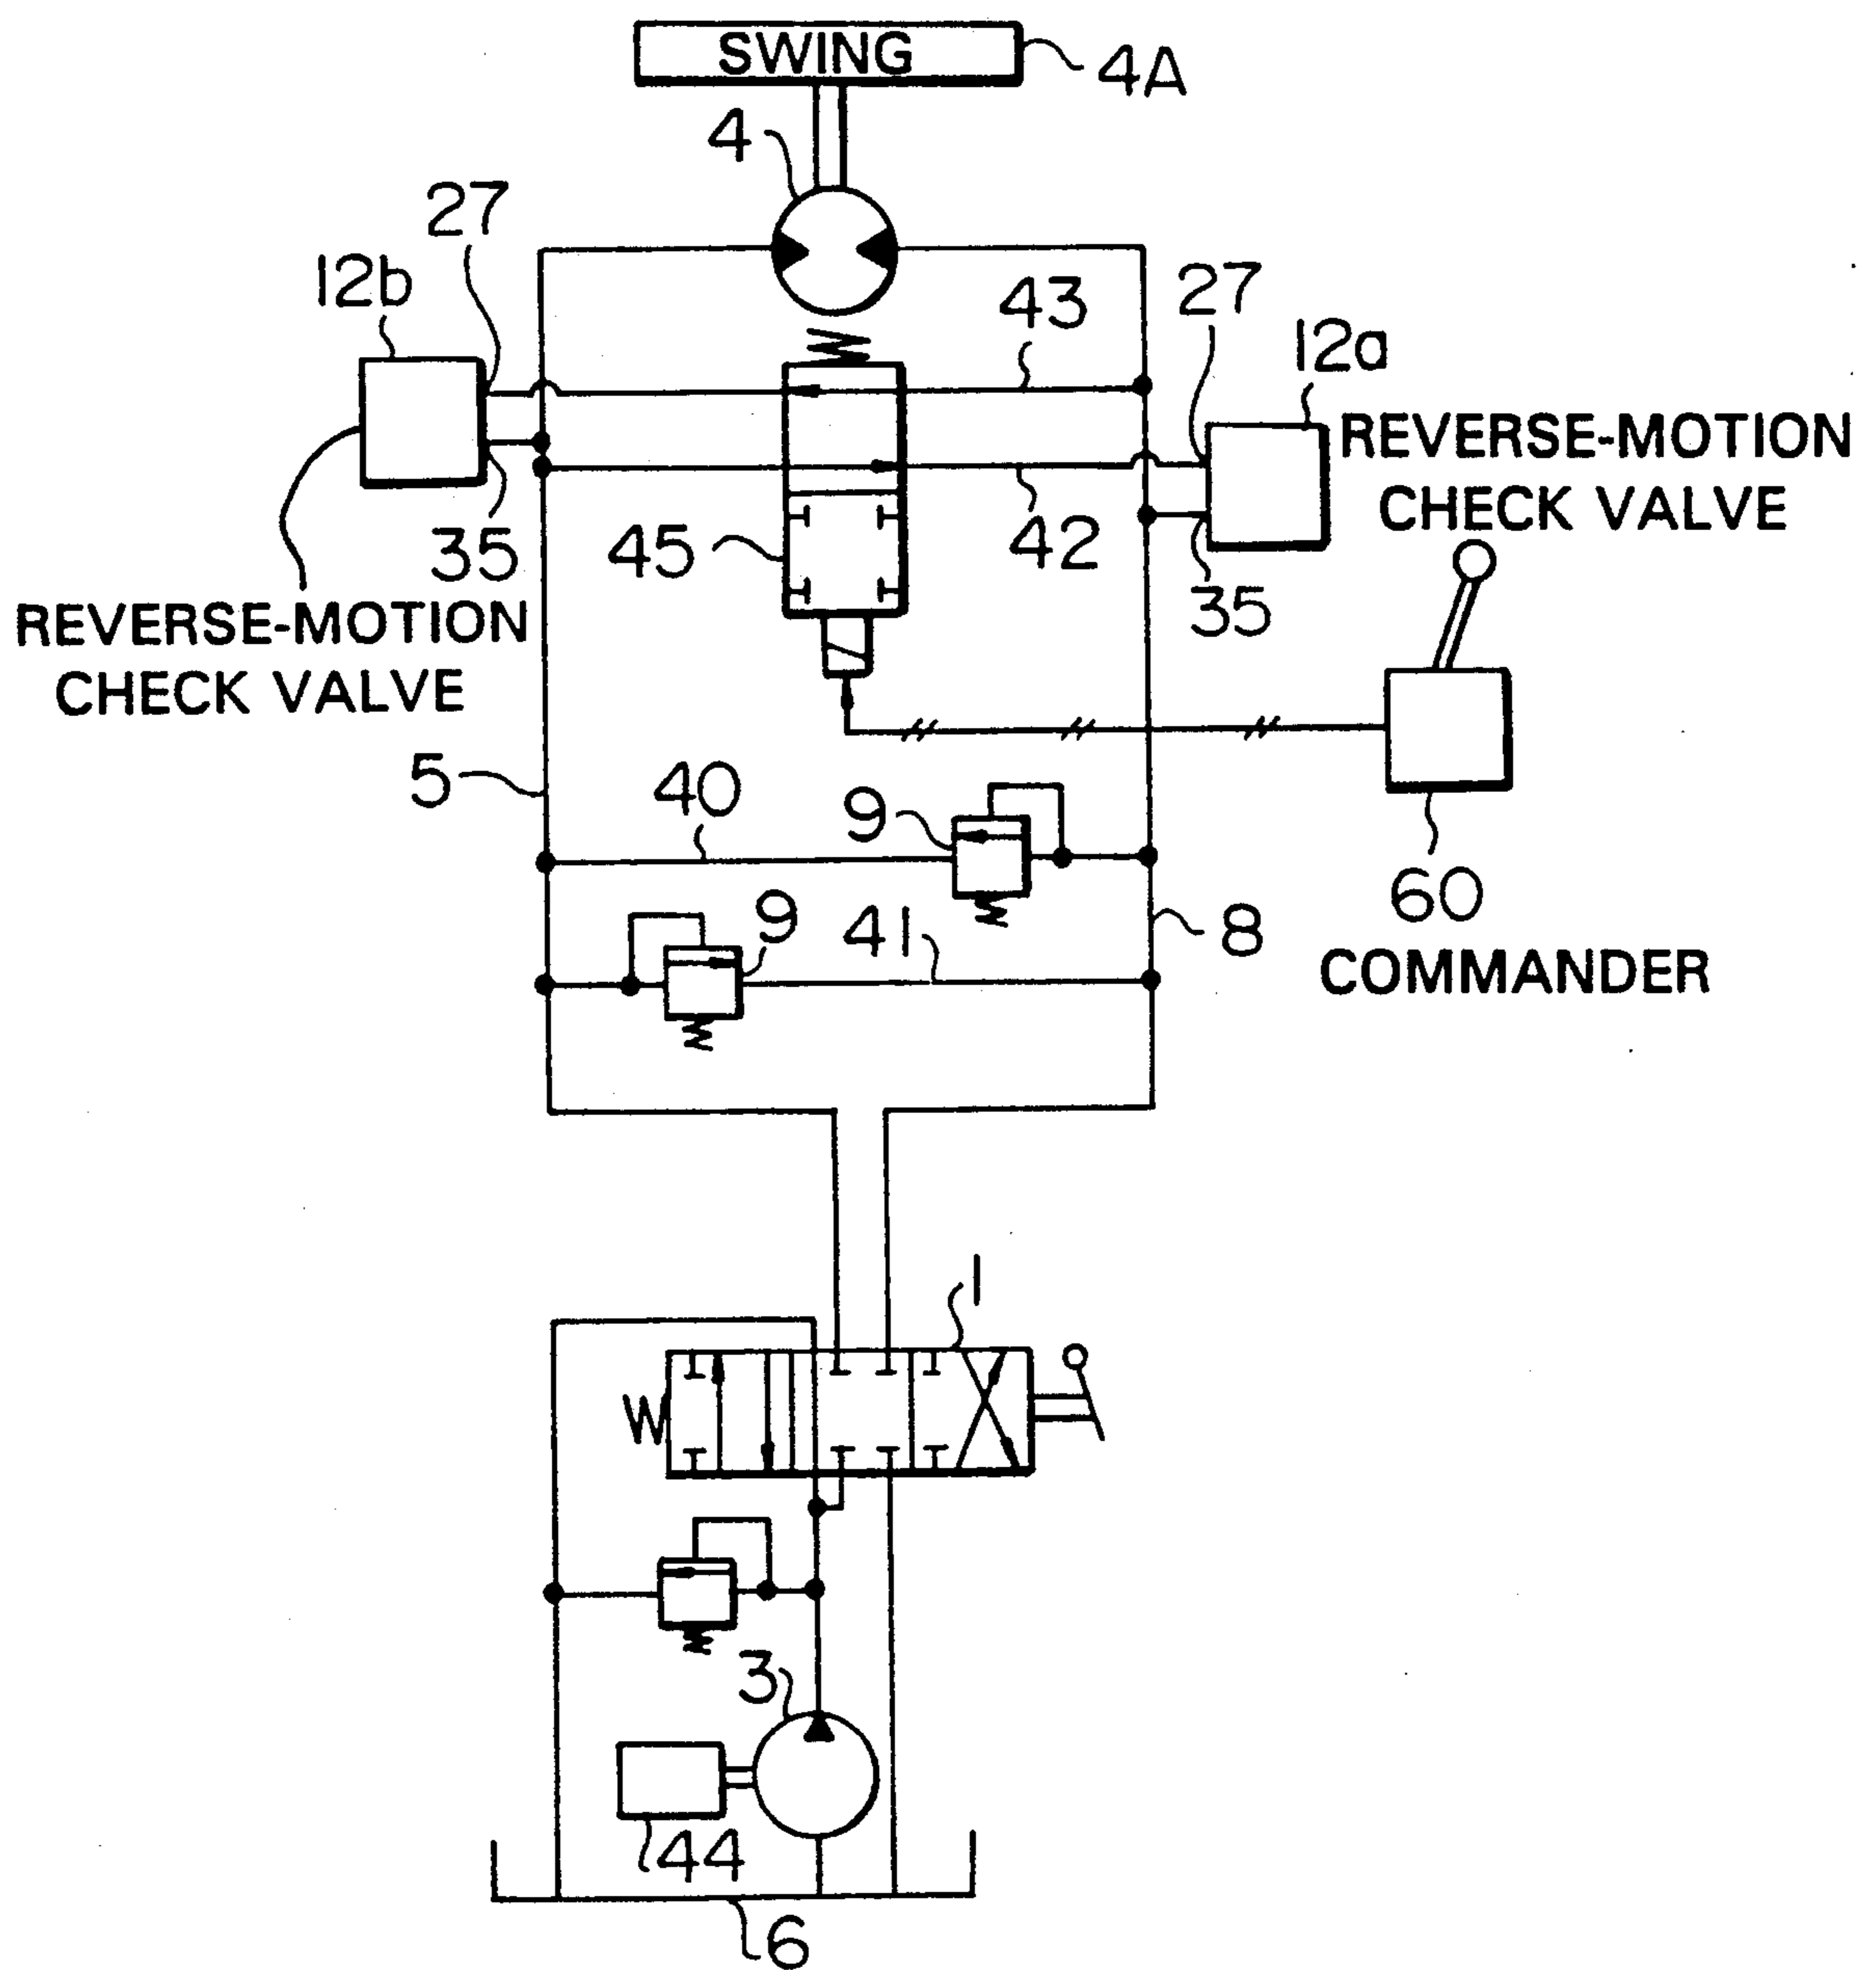 SWING
4A
4
27
12b
43
27
12a
REVERSE-MOTION
CHECK VALVE
35
45
42
35
REVERSE-MOTION
CHECK VALVE
5
40
9
60
COMMANDER
9
41
8
1
3
44
6